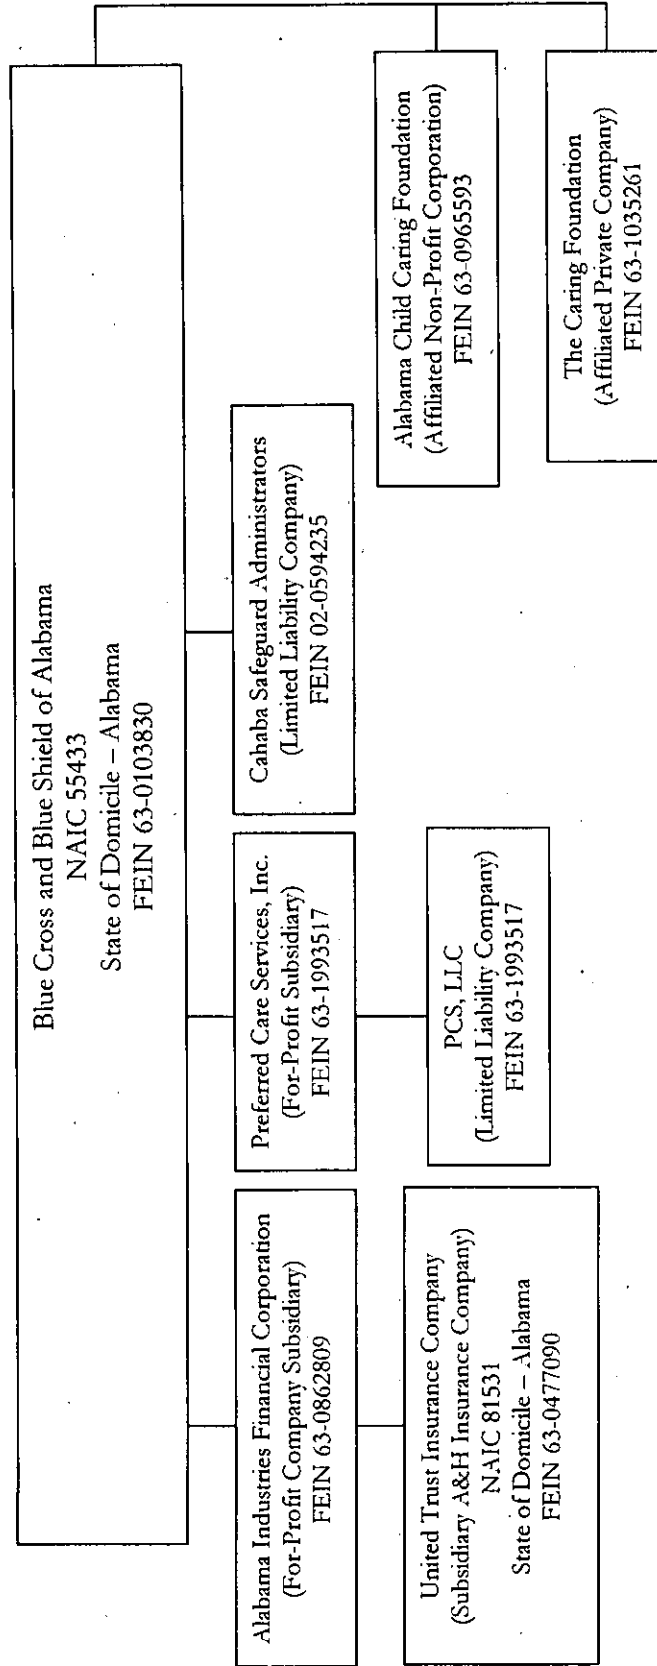 Blue Cross and Blue Shield of Alabama
NAIC 55433
State of Domicile – Alabama
FEIN 63-0103830
Alabama Industries Financial Corporation
(For-Profit Company Subsidiary)
FEIN 63-0862809
Preferred Care Services, Inc.
(For-Profit Subsidiary)
FEIN 63-1993517
Cahaba Safeguard Administrators
(Limited Liability Company)
FEIN 02-0594235
United Trust Insurance Company
(Subsidiary A&H Insurance Company)
NAIC 81531
State of Domicile – Alabama
FEIN 63-0477090
PCS, LLC
(Limited Liability Company)
FEIN 63-1993517
Alabama Child Caring Foundation
(Affiliated Non-Profit Corporation)
FEIN 63-0965593
The Caring Foundation
(Affiliated Private Company)
FEIN 63-1035261